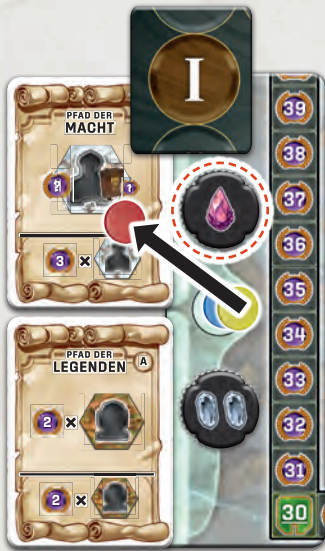 I
39
PFAD DER
MACHT
38
37
1
36
3 ×
35
34
PFAD DER
LEGENDEN A
33
2 ×
32
31
2 ×
30